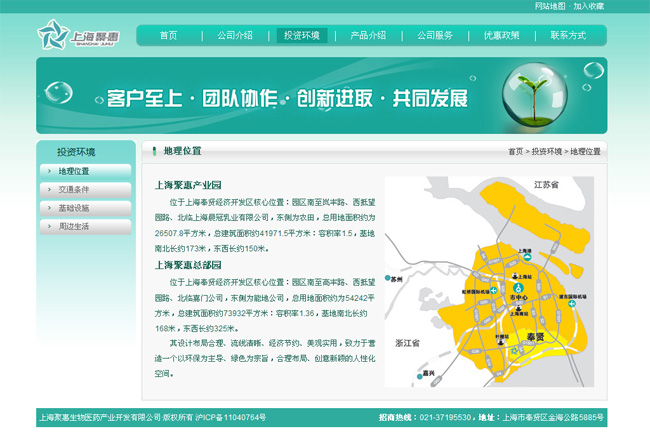 网站地图 · 加入收藏
上海聚惠
SHANGHAI JUHUI
首页 公司介绍 投资环境 产品介绍 公司服务 优惠政策 联系方式
客户至上 · 团队协作 · 创新进取 · 共同发展
投资环境
地理位置
交通条件
基础设施
周边活动
地理位置
首页 > 投资环境 > 地理位置
上海聚惠产业园
位于上海奉贤经济开发区核心位置：园区南至岚丰路、西抵望
园路、北临上海晨冠乳业有限公司，东侧为农田，总用地面积约为
26507.8平方米，总建筑面积约41971.5平方米：容积率1.5，基地
南北长约173米，东西长约150米。
上海聚惠总部园
位于上海奉贤经济开发区核心位置：园区南至高丰路、西抵望
园路、北临喜门公司，东侧为能地公司，总用地面积约为54242平
方米，总建筑面积约73932平方米：容积率1.36，基地南北长约
168米，东西长约325米。
其设计布局合理、流线清晰、经济节约、美观实用，致力于营
造一个以环保为主导、绿色为宗旨，合理布局、创意新颖的人性化
空间。
江苏省
上海港
苏州
上海站
虹桥国际机场
市中心
浦东国际机场
上海南站
奉贤
浙江省
嘉兴
上海聚惠生物医药产业开发有限公司 版权所有 沪ICP备11040764号
招商热线：021-37195530，地址：上海市奉贤区金海公路5885号